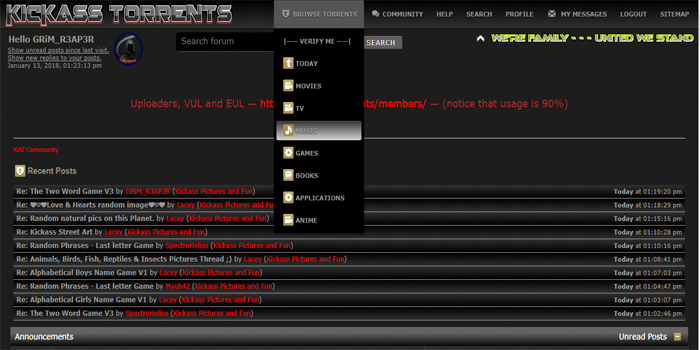 KICKASS TORRENTS
BROWSE TORRENTS COMMUNITY HELP SEARCH PROFILE MY MESSAGES LOGOUT SITEMAP
Hello GRiM_R3AP3R
Show unread posts since last visit.
Show new replies to your posts.
January 13, 2018, 01:23:13 pm
Search forum
SEARCH
WE'RE FAMILY - - - UNITED WE STAND
|—— VERIFY ME ——|
TODAY
MOVIES
TV
MUSIC
GAMES
BOOKS
APPLICATIONS
ANIME
Uploaders, VUL and EUL — ts/members/ — (notice that usage is 90%)
KAT Community
Recent Posts
Re: The Two Word Game V3 by GRiM_R3AP3R (Kickass Pictures and Fun) Today at 01:19:20 pm
Re: ♥o♥Love & Hearts random image♥o♥ by Lacey (Kickass Pictures and Fun) Today at 01:18:29 pm
Re: Random natural pics on this Planet. by Lacey (Kickass Pictures and Fun) Today at 01:15:16 pm
Re: Kickass Street Art by Lacey (Kickass Pictures and Fun) Today at 01:10:28 pm
Re: Random Phrases - Last letter Game by SpectroHelios (Kickass Pictures and Fun) Today at 01:10:16 pm
Re: Animals, Birds, Fish, Reptiles & Insects Pictures Thread ;) by Lacey (Kickass Pictures and Fun) Today at 01:08:41 pm
Re: Alphabetical Boys Name Game V1 by Lacey (Kickass Pictures and Fun) Today at 01:07:03 pm
Re: Random Phrases - Last letter Game by Myob42 (Kickass Pictures and Fun) Today at 01:04:47 pm
Re: Alphabetical Girls Name Game V1 by Lacey (Kickass Pictures and Fun) Today at 01:03:07 pm
Re: The Two Word Game V3 by SpectroHelios (Kickass Pictures and Fun) Today at 01:02:46 pm
Announcements Unread Posts